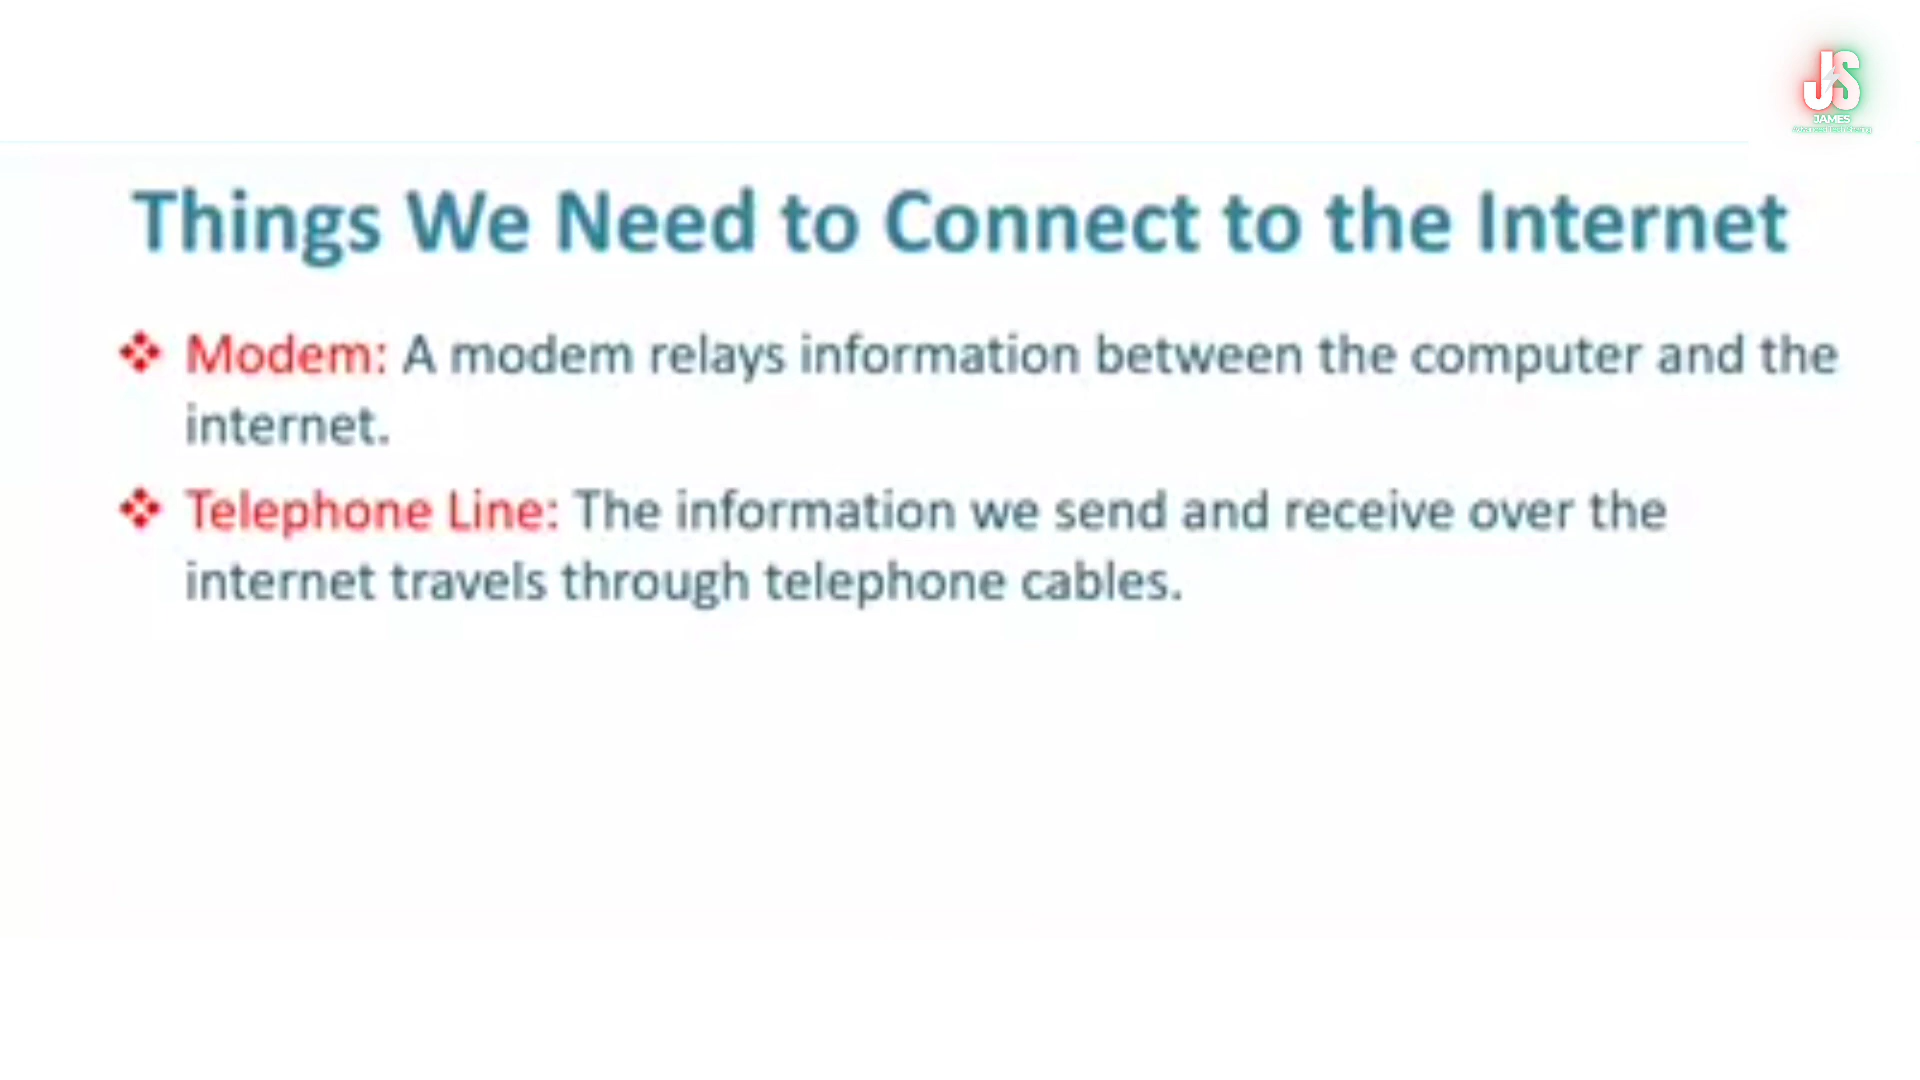 JS
JAMES
Things We Need to Connect to the Internet
❖ Modem: A modem relays information between the computer and the
internet.
❖ Telephone Line: The information we send and receive over the
internet travels through telephone cables.